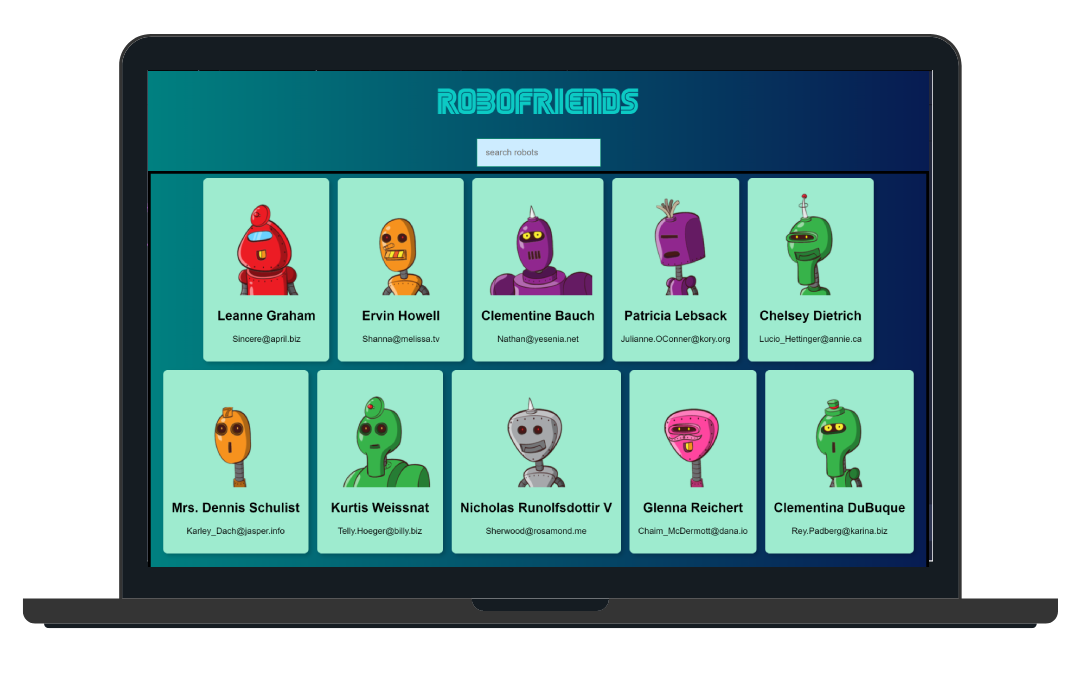 ROBOFRIENDS
search robots
Leanne Graham
Sincere@april.biz
Ervin Howell
Shanna@melissa.tv
Clementine Bauch
Nathan@yesenia.net
Patricia Lebsack
Julianne.OConner@kory.org
Chelsey Dietrich
Lucio_Hettinger@annie.ca
Mrs. Dennis Schulist
Karley_Dach@jasper.info
Kurtis Weissnat
Telly.Hoeger@billy.biz
Nicholas Runolfsdottir V
Sherwood@rosamond.me
Glenna Reichert
Chaim_McDermott@dana.io
Clementina DuBuque
Rey.Padberg@karina.biz